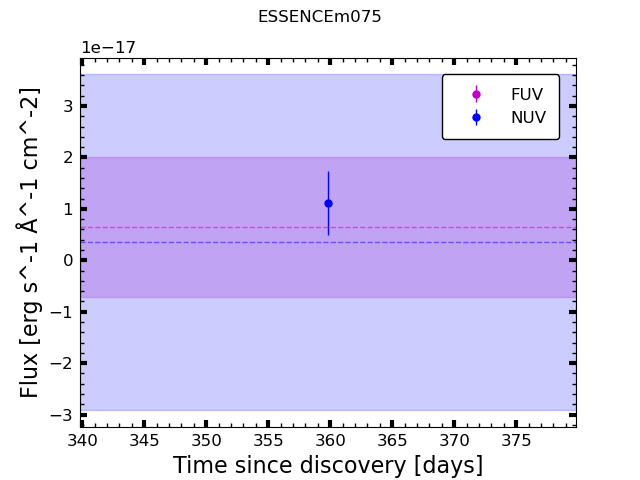 ESSENCEm075
1e−17
FUV
NUV
3
2
1
0
−1
−2
−3
Flux [erg s^-1 Å^-1 cm^-2]
340 345 350 355 360 365 370 375
Time since discovery [days]